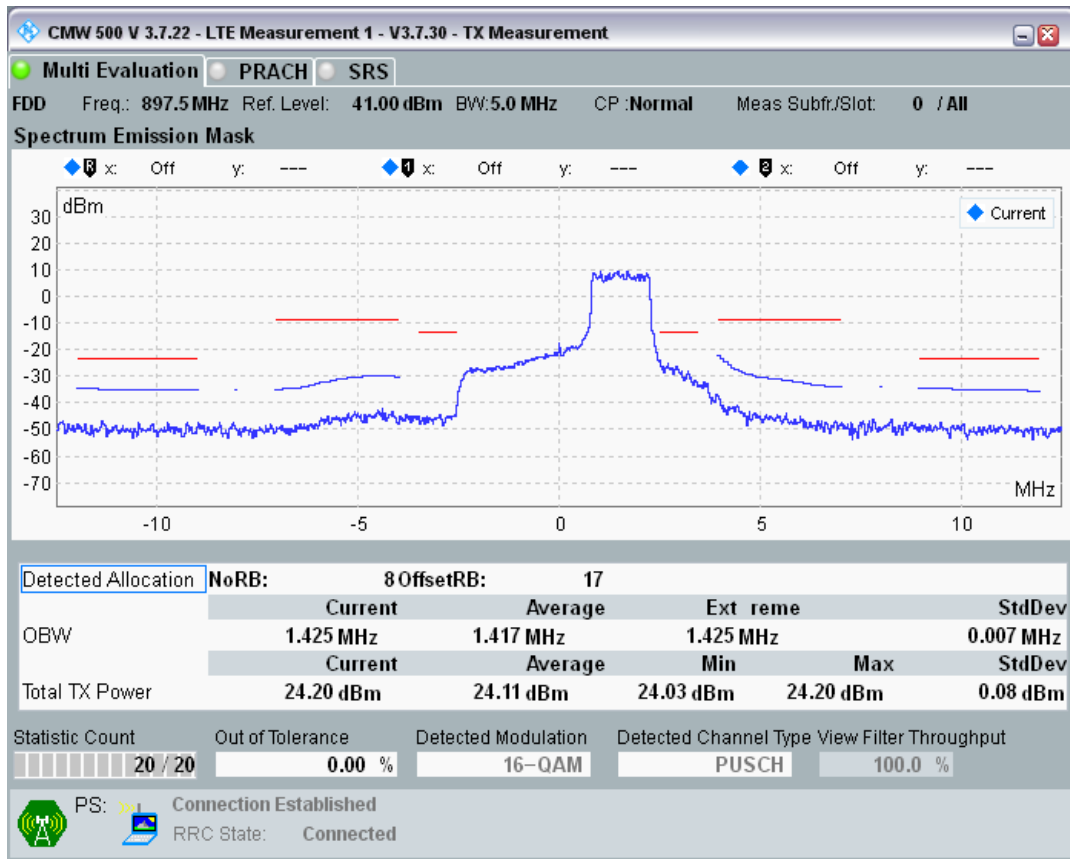 CMW 500 V 3.7.22 - LTE Measurement 1 - V3.7.30 - TX Measurement
Multi Evaluation PRACH SRS
FDD Freq.: 897.5 MHz Ref. Level: 41.00 dBm BW:5.0 MHz CP :Normal Meas Subfr./Slot: 0 / All
Spectrum Emission Mask
R x: Off y: --- 1 x: Off y: --- 2 x: Off y: ---
dBm
Current
30
20
10
0
-10
-20
-30
-40
-50
-60
-70
MHz
-10 -5 0 5 10
Detected Allocation NoRB: 8 OffsetRB: 17
Current Average Ext reme StdDev
OBW 1.425 MHz 1.417 MHz 1.425 MHz 0.007 MHz
Current Average Min Max StdDev
Total TX Power 24.20 dBm 24.11 dBm 24.03 dBm 24.20 dBm 0.08 dBm
Statistic Count Out of Tolerance Detected Modulation Detected Channel Type View Filter Throughput
20 / 20 0.00 % 16-QAM PUSCH 100.0 %
PS: Connection Established
RRC State: Connected